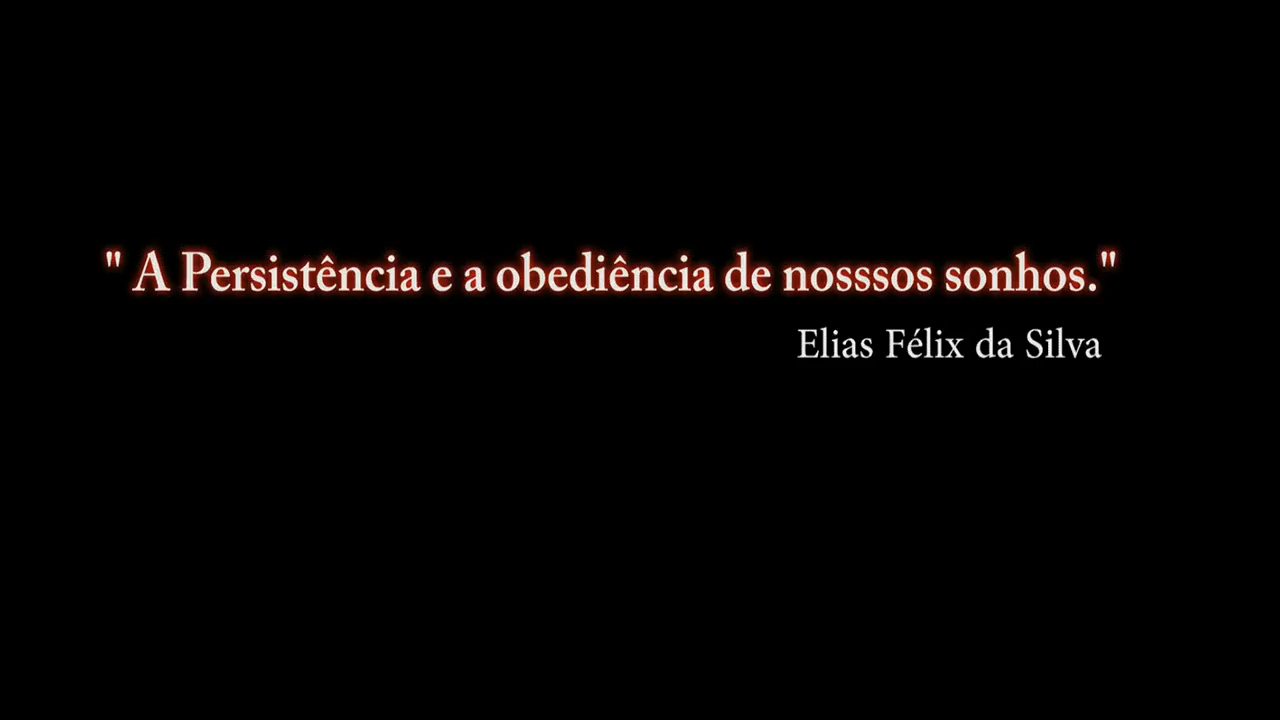 " A Persistência e a obediência de nosssos sonhos."
Elias Félix da Silva